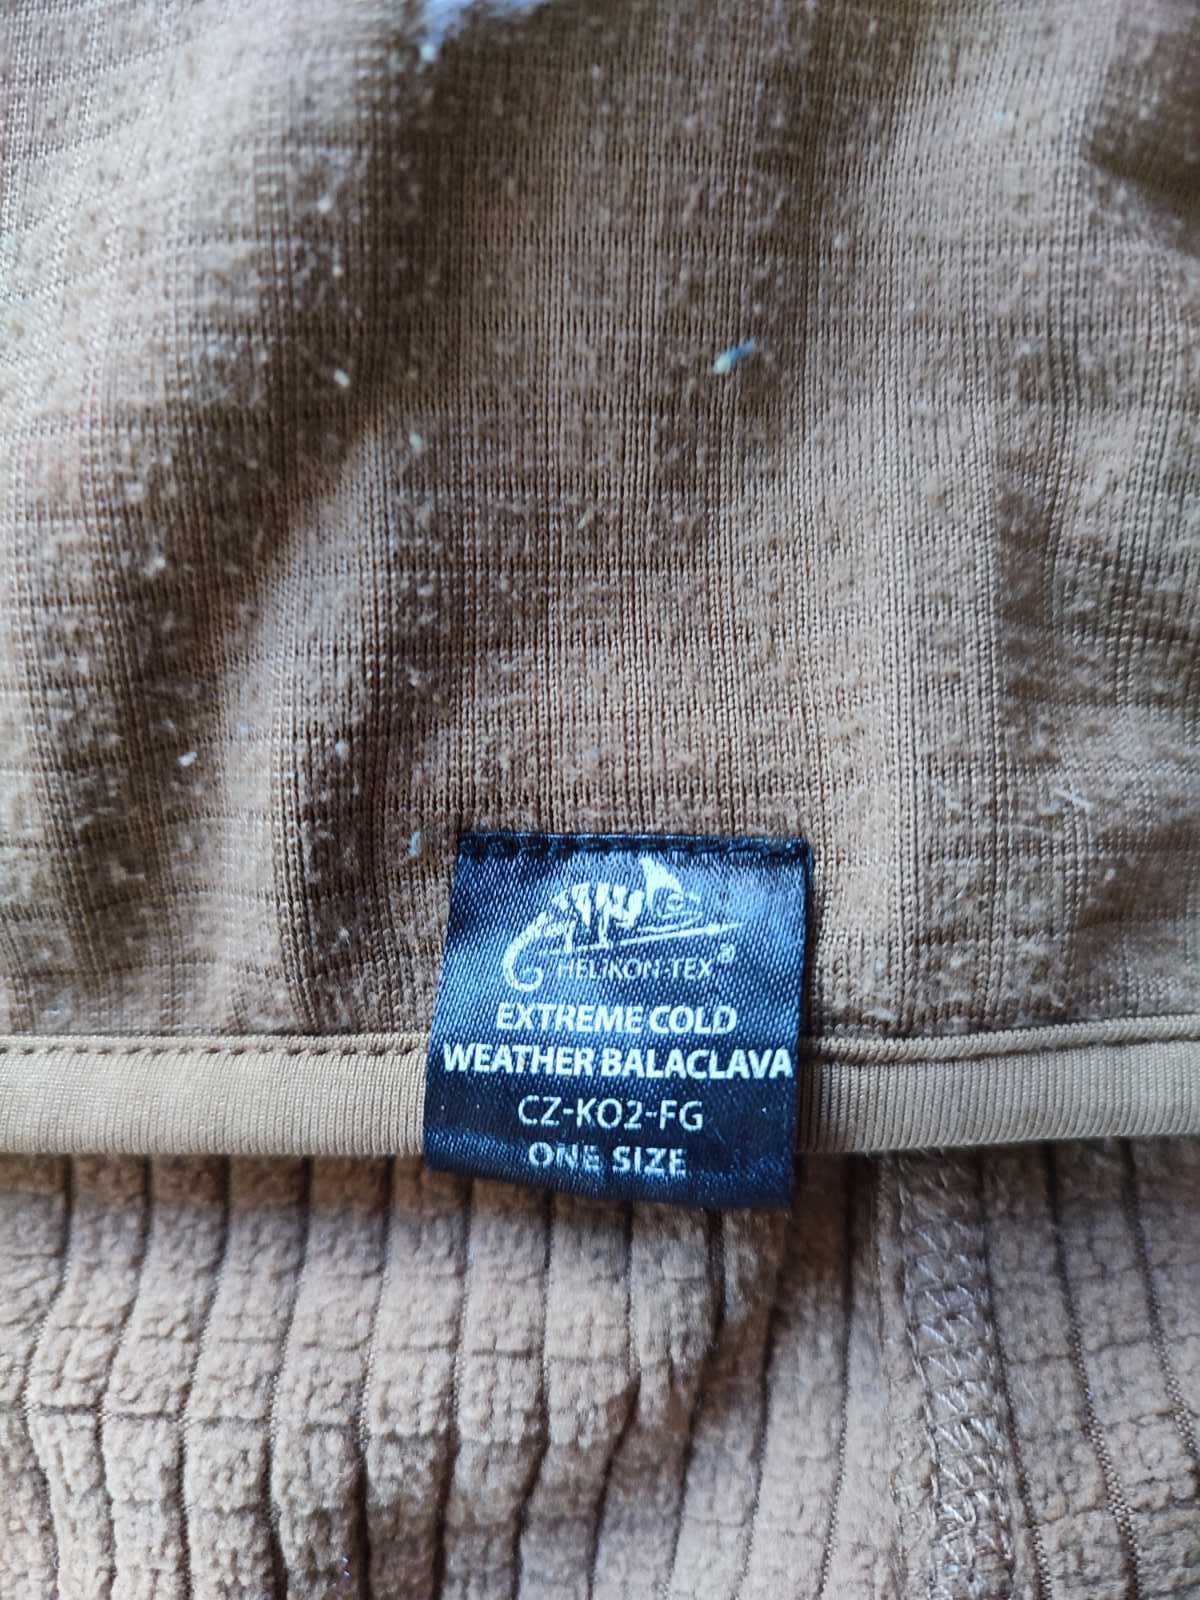 HELIKON-TEX®
EXTREME COLD
WEATHER BALACLAVA
CZ-KO2-FG
ONE SIZE